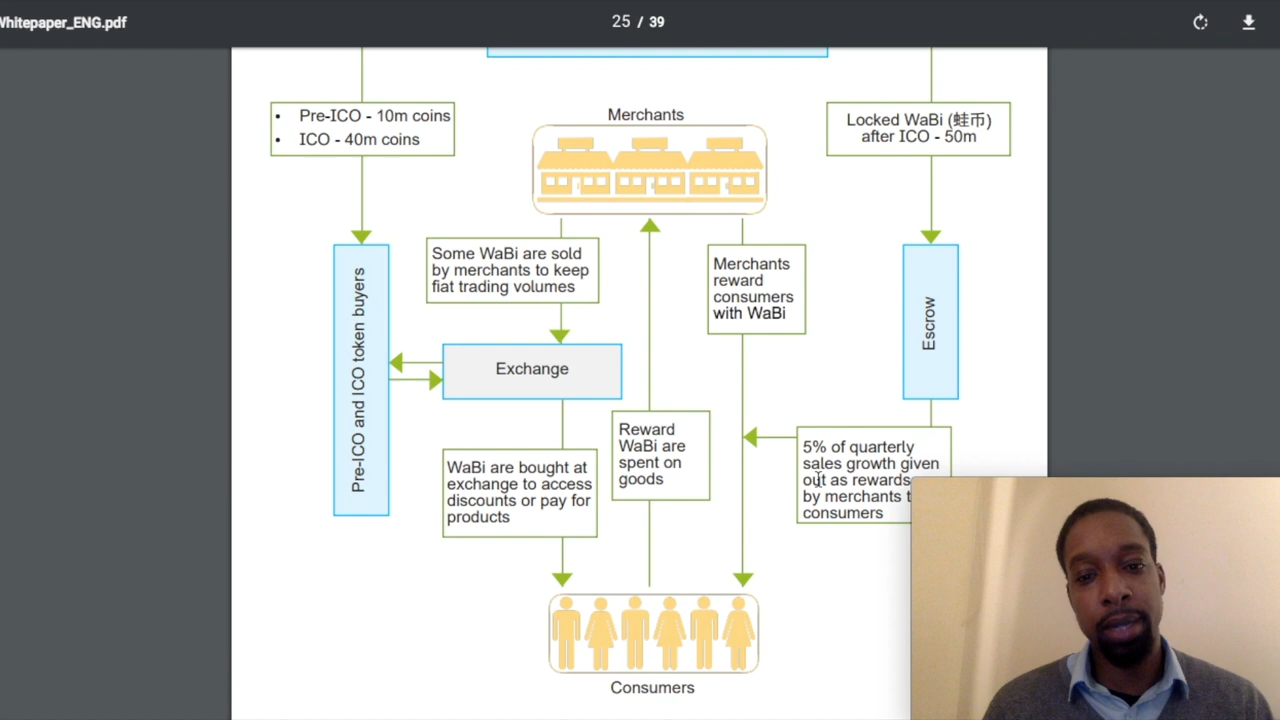 Whitepaper_ENG.pdf
25 / 39
• Pre-ICO - 10m coins
• ICO - 40m coins
Merchants
Locked WaBi (蛙币)
after ICO - 50m
Some WaBi are sold
by merchants to keep
fiat trading volumes
Merchants
reward
consumers
with WaBi
Pre-ICO and ICO token buyers
Exchange
Escrow
Reward
WaBi are
spent on
goods
5% of quarterly
sales growth given
out as rewards
by merchants t
consumers
WaBi are bought at
exchange to access
discounts or pay for
products
Consumers